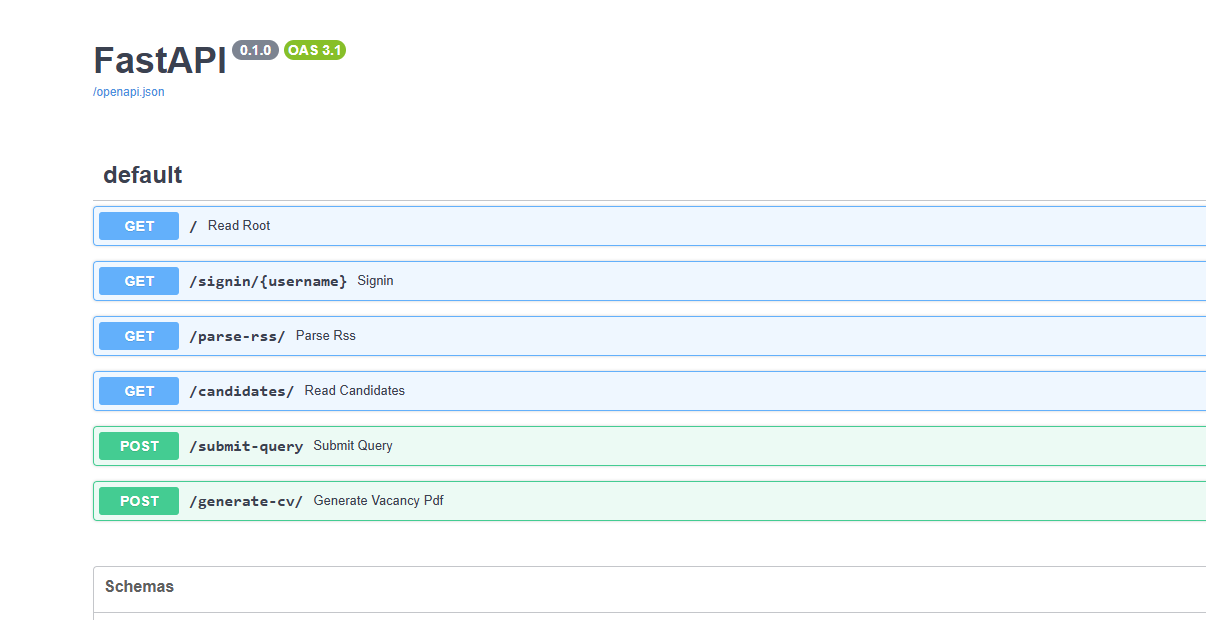 FastAPI 0.1.0 OAS 3.1
/openapi.json
default
GET / Read Root
GET /signin/{username} Signin
GET /parse-rss/ Parse Rss
GET /candidates/ Read Candidates
POST /submit-query Submit Query
POST /generate-cv/ Generate Vacancy Pdf
Schemas